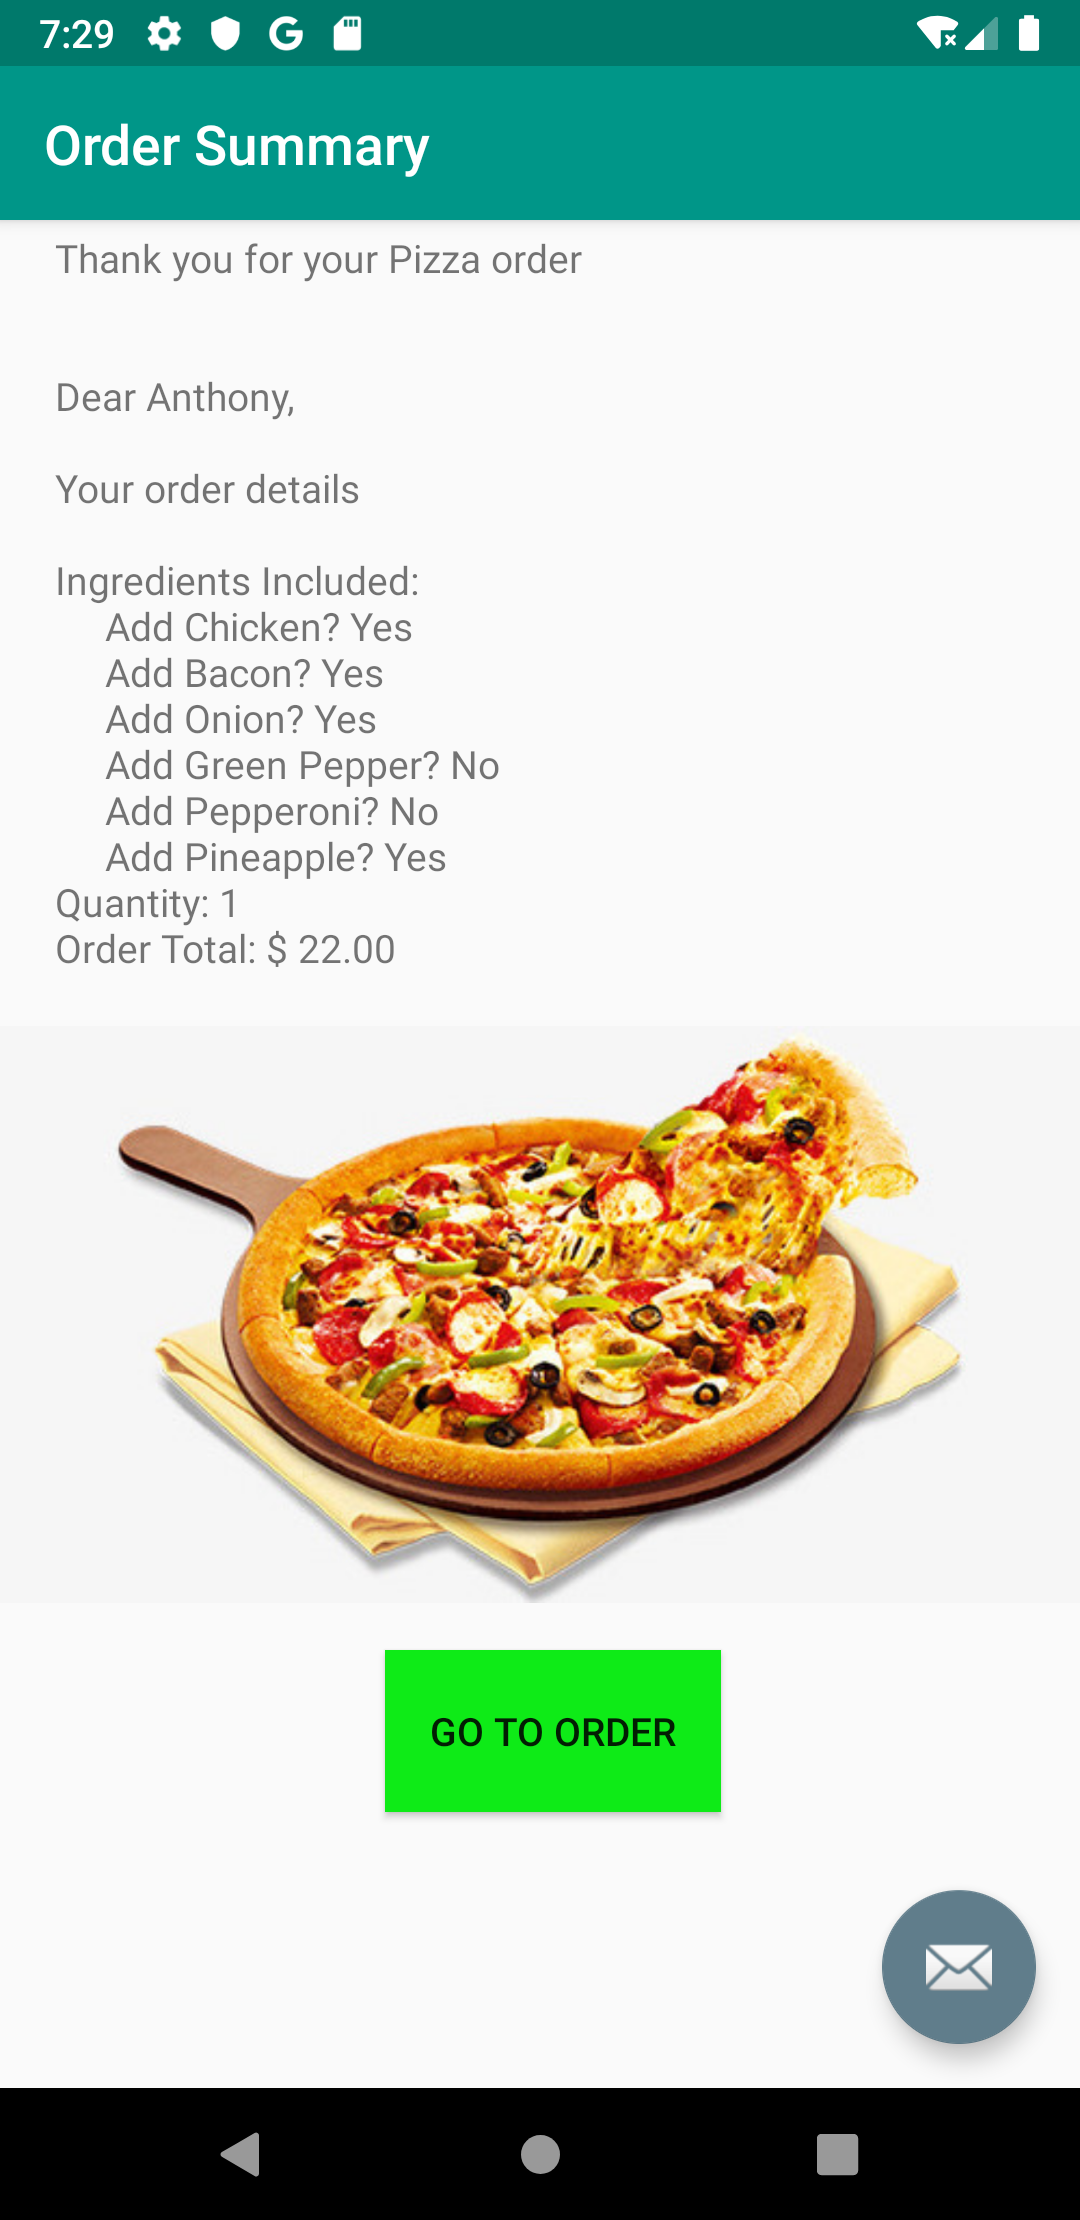 7:29
Order Summary
Thank you for your Pizza order
Dear Anthony,
Your order details
Ingredients Included:
Add Chicken? Yes
Add Bacon? Yes
Add Onion? Yes
Add Green Pepper? No
Add Pepperoni? No
Add Pineapple? Yes
Quantity: 1
Order Total: $ 22.00
GO TO ORDER